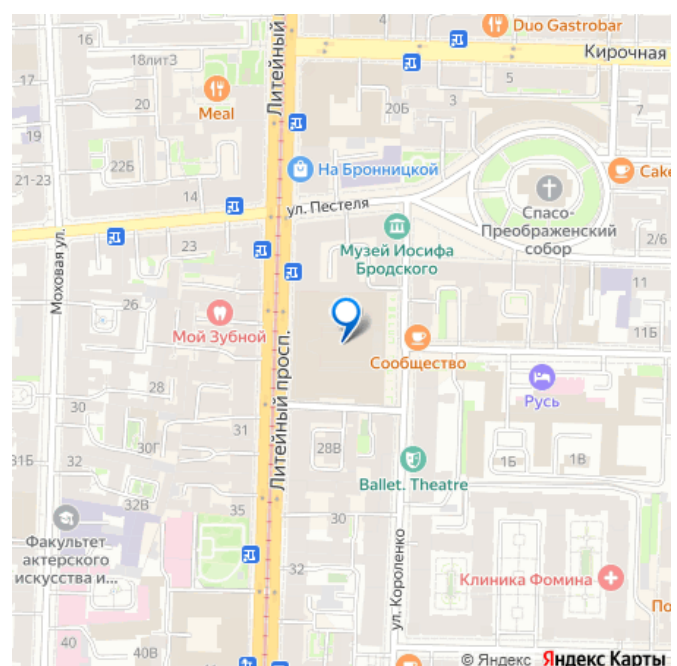 16
Литейный
Duo Gastrobar
Кирочная
18лит3
17
Meal
20
20Б
3
5
7
19
22Б
21-23
На Бронницкой
Cake
14
ул. Пестеля
Спасо-
Преображенский
собор
23
Музей Иосифа
Бродского
2/6
Моховая ул.
26
11
Мой Зубной
Литейный просп.
Сообщество
11Б
28
Русь
30
31
30Г
28В
31Б
32
1Б
1В
Ballet. Theatre
32В
35
Факультет
актерского
искусства и...
30
32
ул. Короленко
Клиника Фомина
По
40
40В
© Яндекс Яндекс Карты